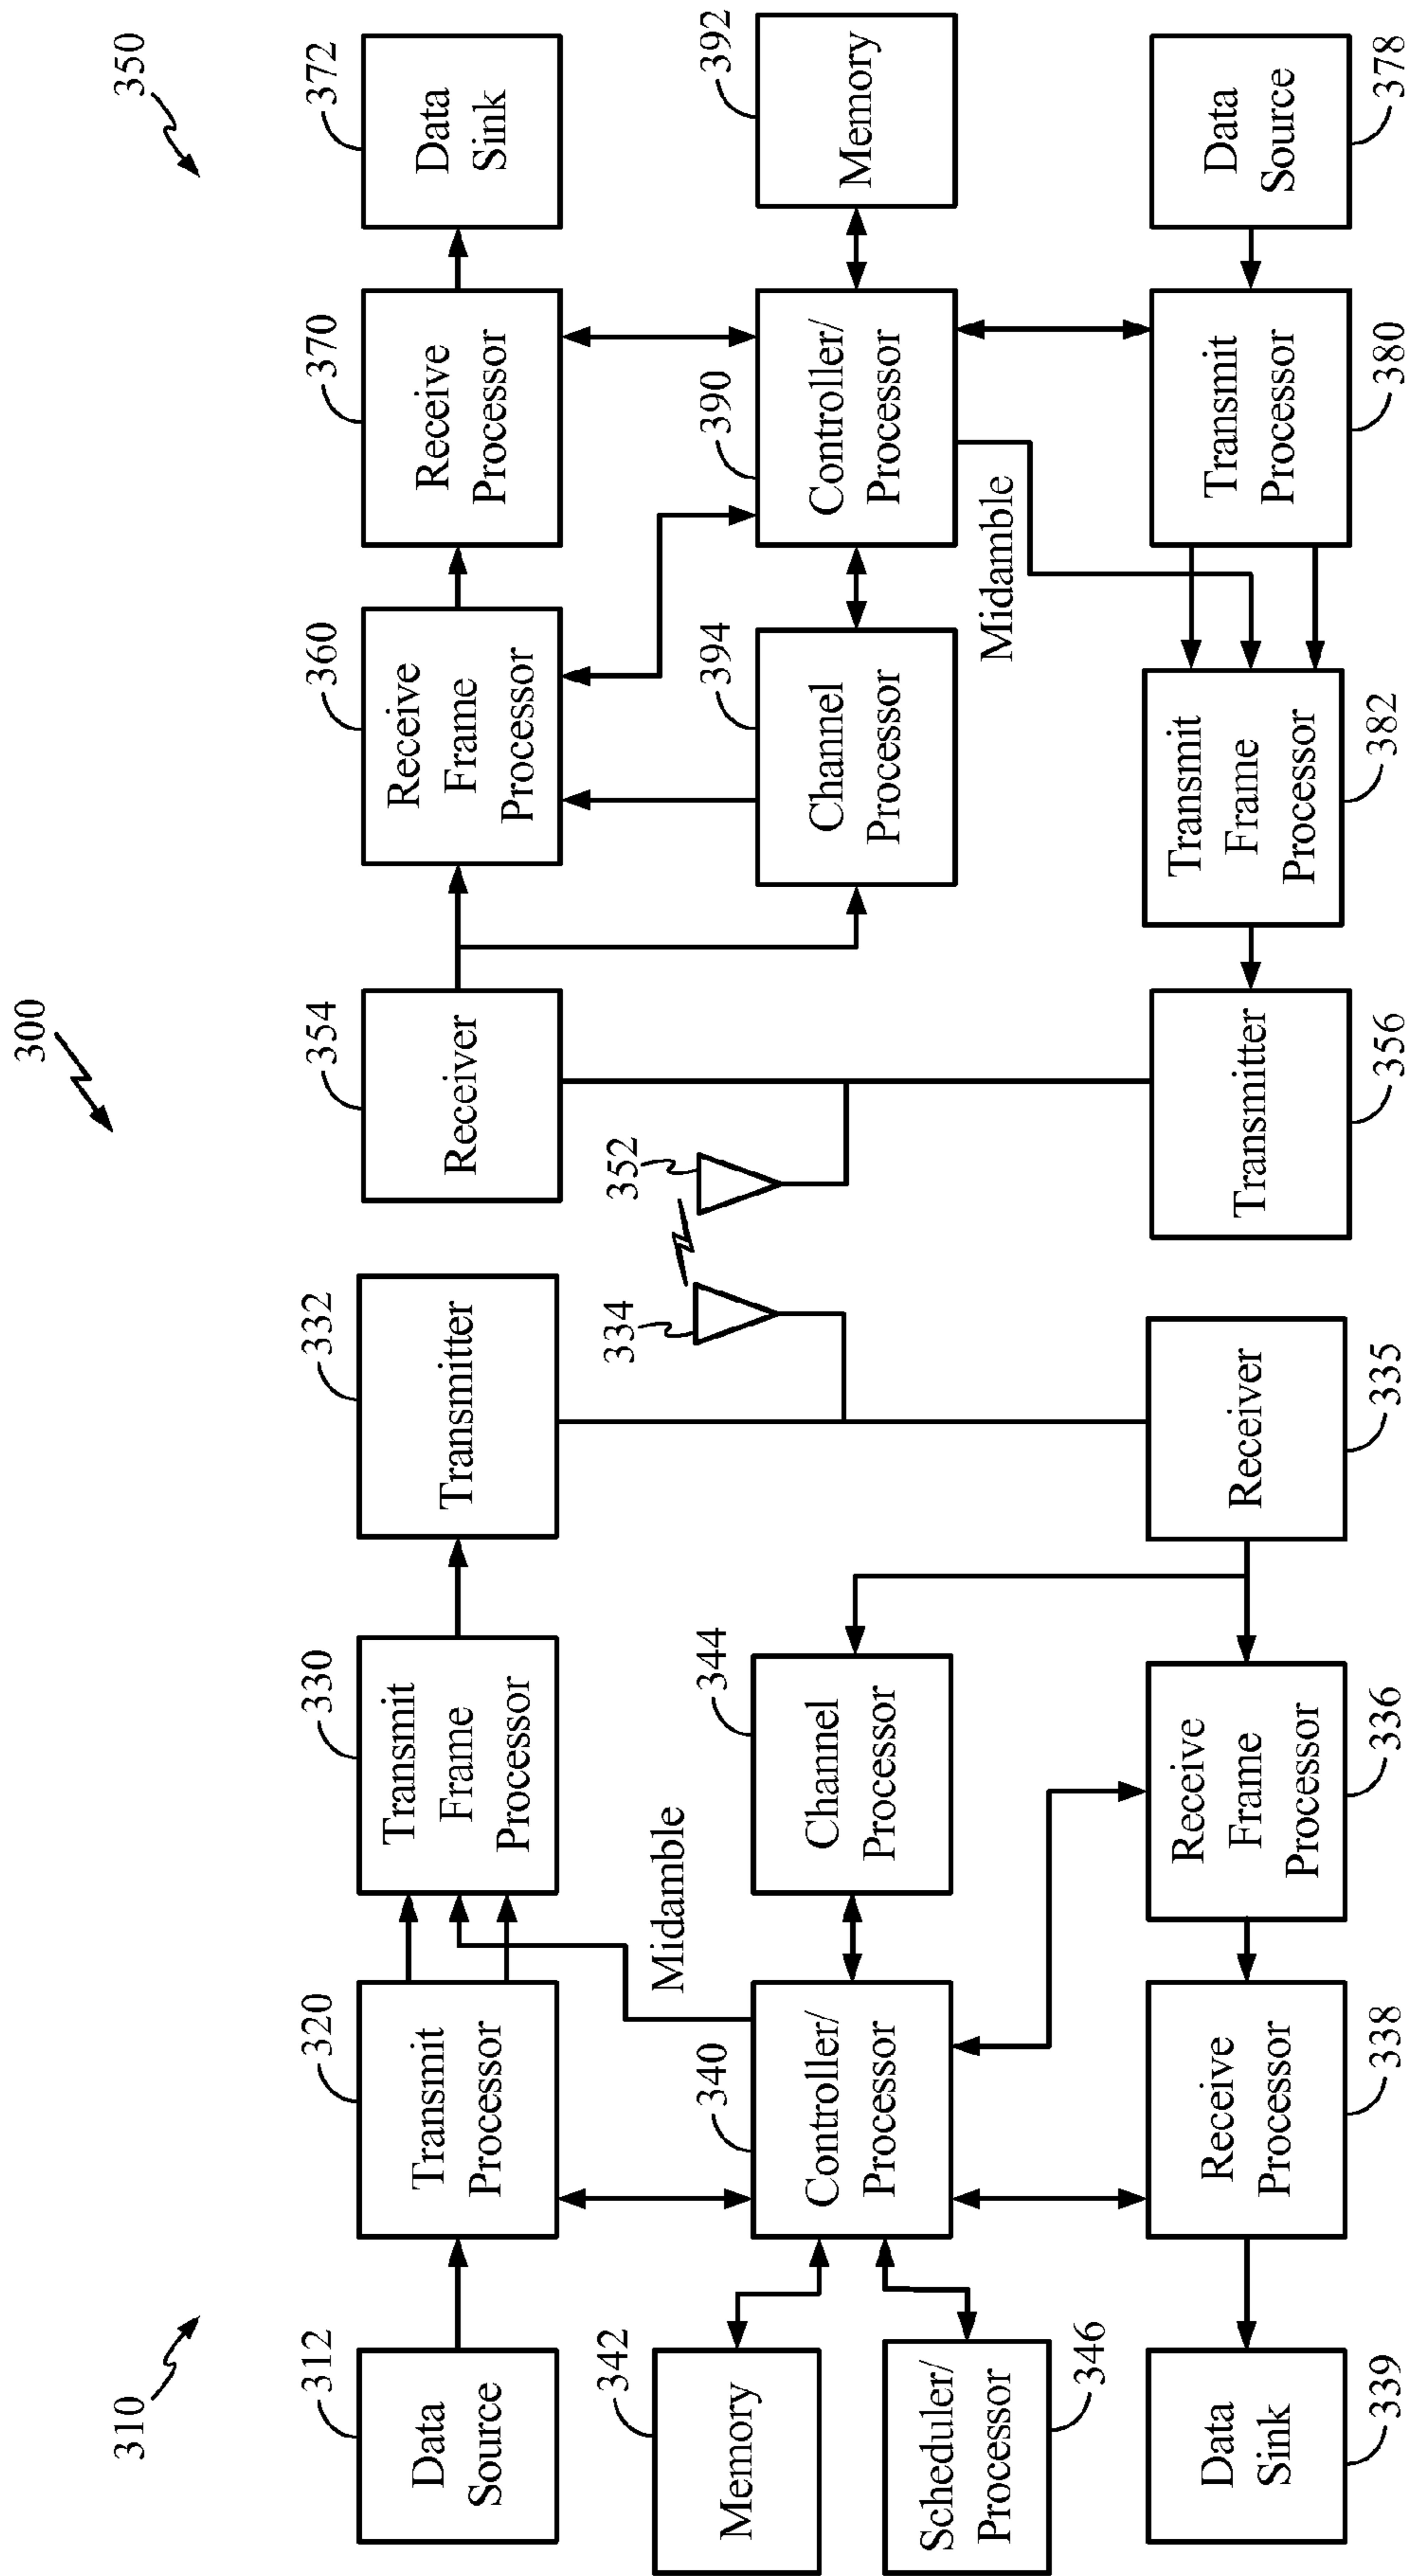 300
310
350
312
Data
Source
320
Transmit
Processor
330
Transmit
Frame
Processor
332
Transmitter
354
Receiver
360
Receive
Frame
Processor
370
Receive
Processor
372
Data
Sink
342
Memory
340
Controller/
Processor
Midamble
344
Channel
Processor
334
352
394
Channel
Processor
390
Controller/
Processor
392
Memory
Midamble
Scheduler/
Processor
346
Data
Sink
339
Receive
Processor
338
Receive
Frame
Processor
336
Receiver
335
Transmitter
356
Transmit
Frame
Processor
382
Transmit
Processor
380
Data
Source
378